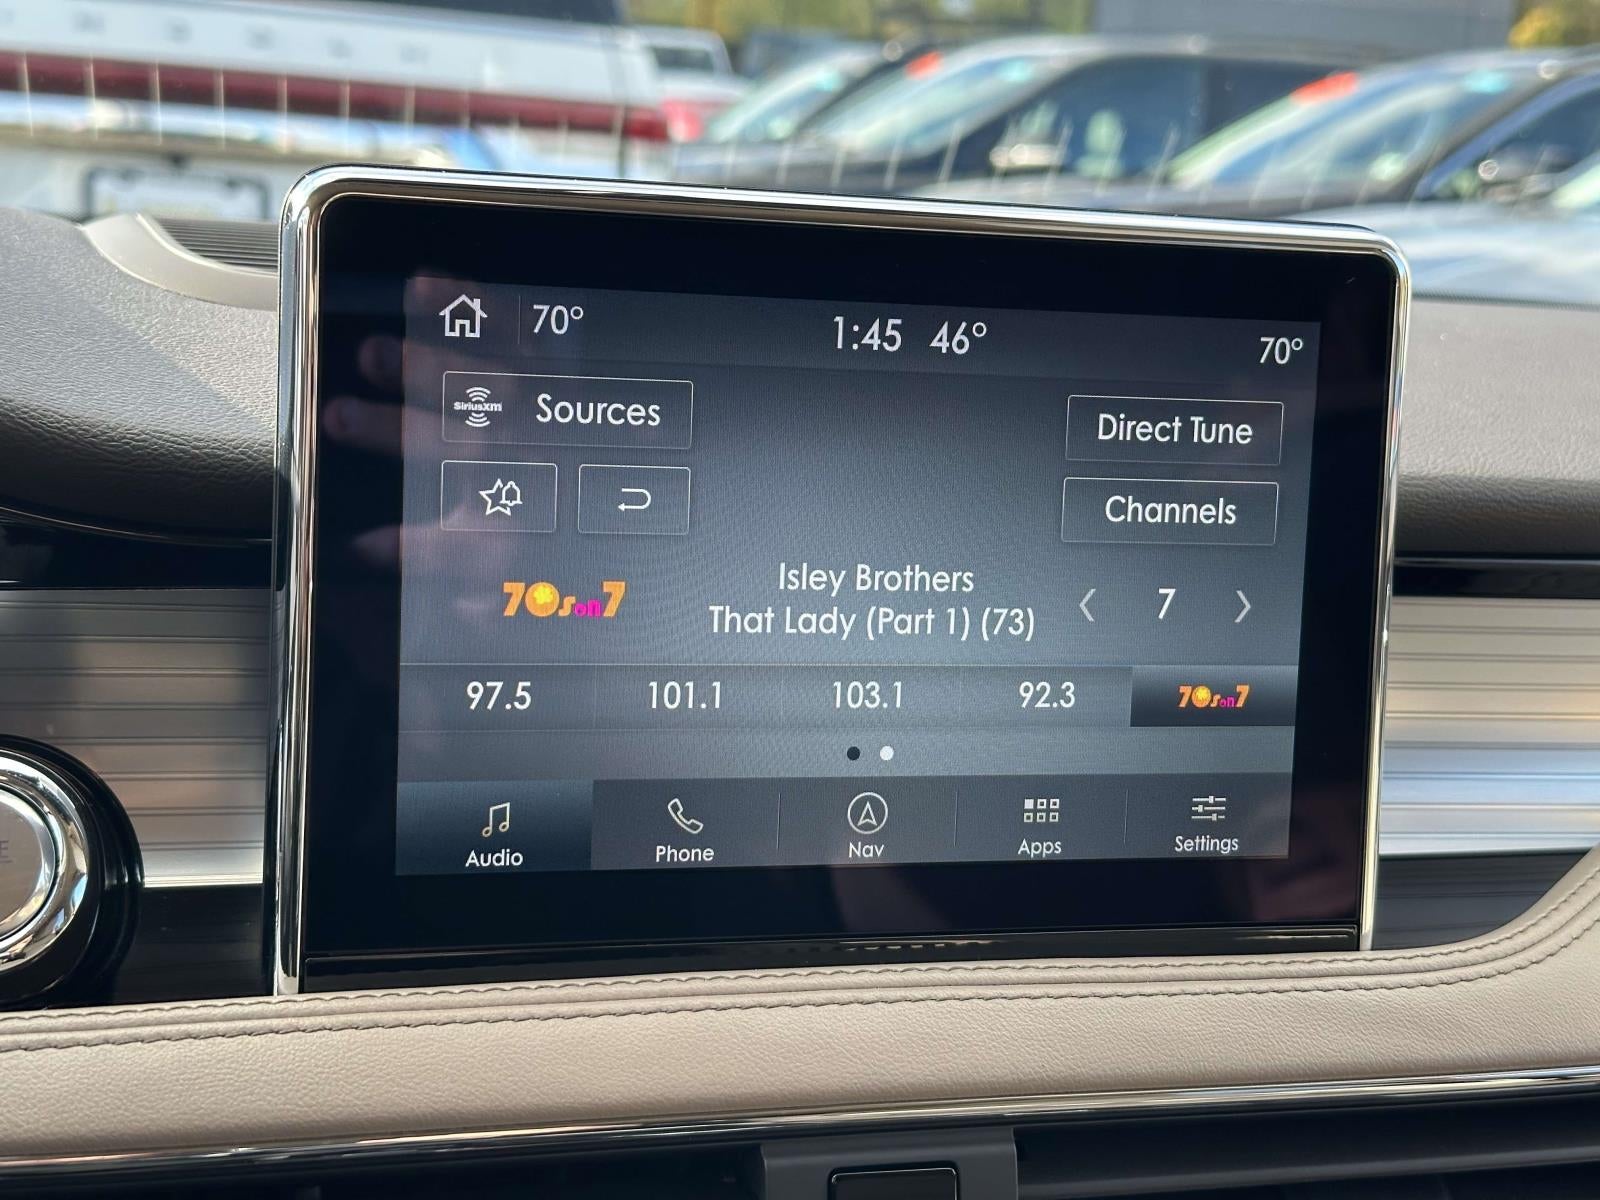 70° 1:45 46° 70°
SiriusXM Sources
Direct Tune
Channels
70s on 7
Isley Brothers
That Lady (Part 1) (73)
7
97.5 101.1 103.1 92.3 70s on 7
Audio Phone Nav Apps Settings